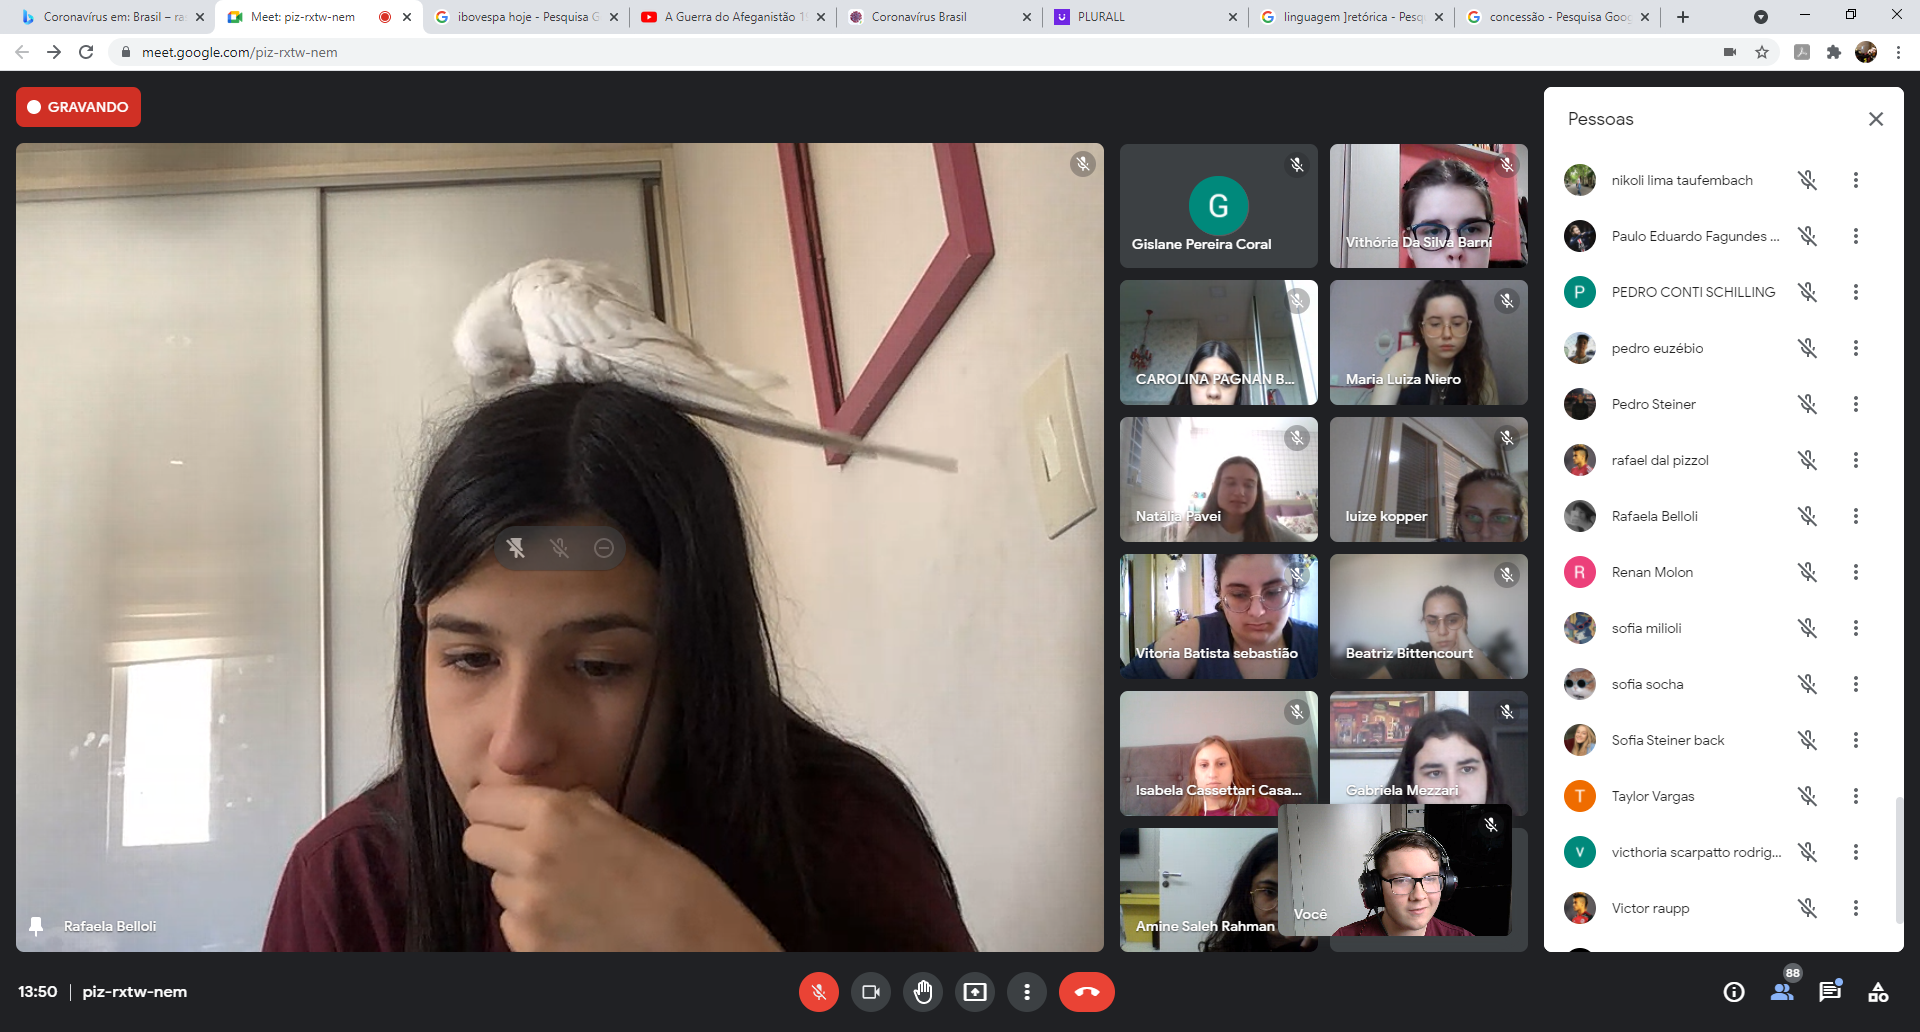 Coronavírus em: Brasil – ra
Meet: piz-rxtw-nem
ibovespa hoje - Pesquisa G
A Guerra do Afeganistão 1
Coronavírus Brasil
PLURALL
linguagem ]retórica - Pesq
concessão - Pesquisa Goog
meet.google.com/piz-rxtw-nem
GRAVANDO
Rafaela Belloli
G
Gislane Pereira Coral
Vithória Da Silva Barni
CAROLINA PAGNAN B...
Maria Luiza Niero
Natália Pavei
luize kopper
Vitoria Batista sebastião
Beatriz Bittencourt
Isabela Cassettari Casa...
Gabriela Mezzari
Amine Saleh Rahman
Você
Pessoas
nikoli lima taufembach
Paulo Eduardo Fagundes ...
P
PEDRO CONTI SCHILLING
pedro euzébio
Pedro Steiner
rafael dal pizzol
Rafaela Belloli
R
Renan Molon
sofia milioli
sofia socha
Sofia Steiner back
T
Taylor Vargas
v
victhoria scarpatto rodrig...
Victor raupp
13:50 | piz-rxtw-nem
88